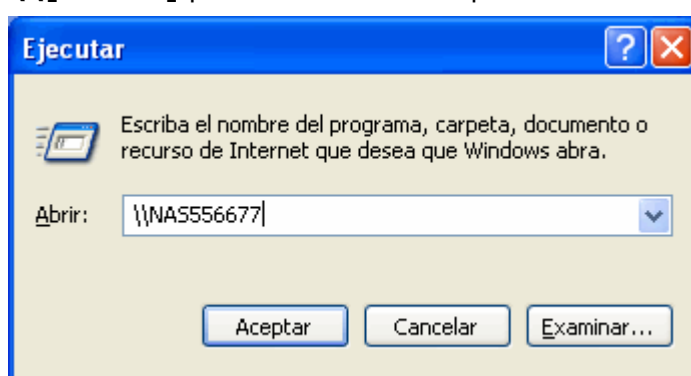 Ejecutar
Escriba el nombre del programa, carpeta, documento o
recurso de Internet que desea que Windows abra.
Abrir: \\NAS556677
Aceptar Cancelar Examinar...